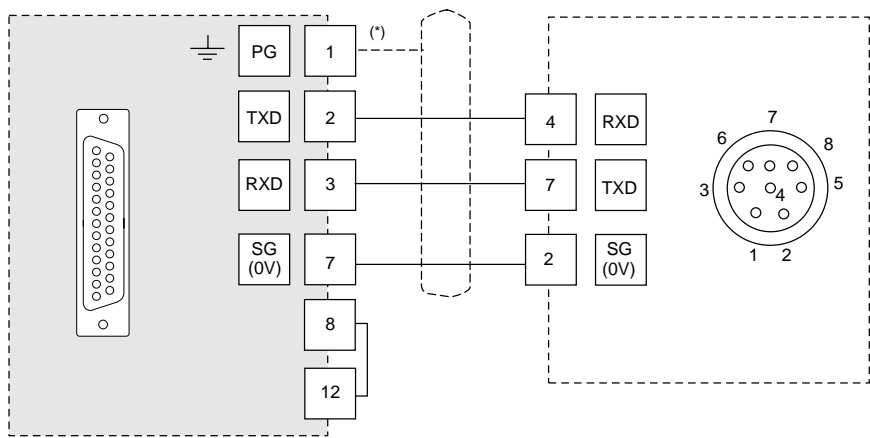 PG 1 (*)
TXD 2 4 RXD
RXD 3 7 TXD
SG
(0V) 7 2 SG
(0V)
8
12
7
6 8
3 4 5
1 2